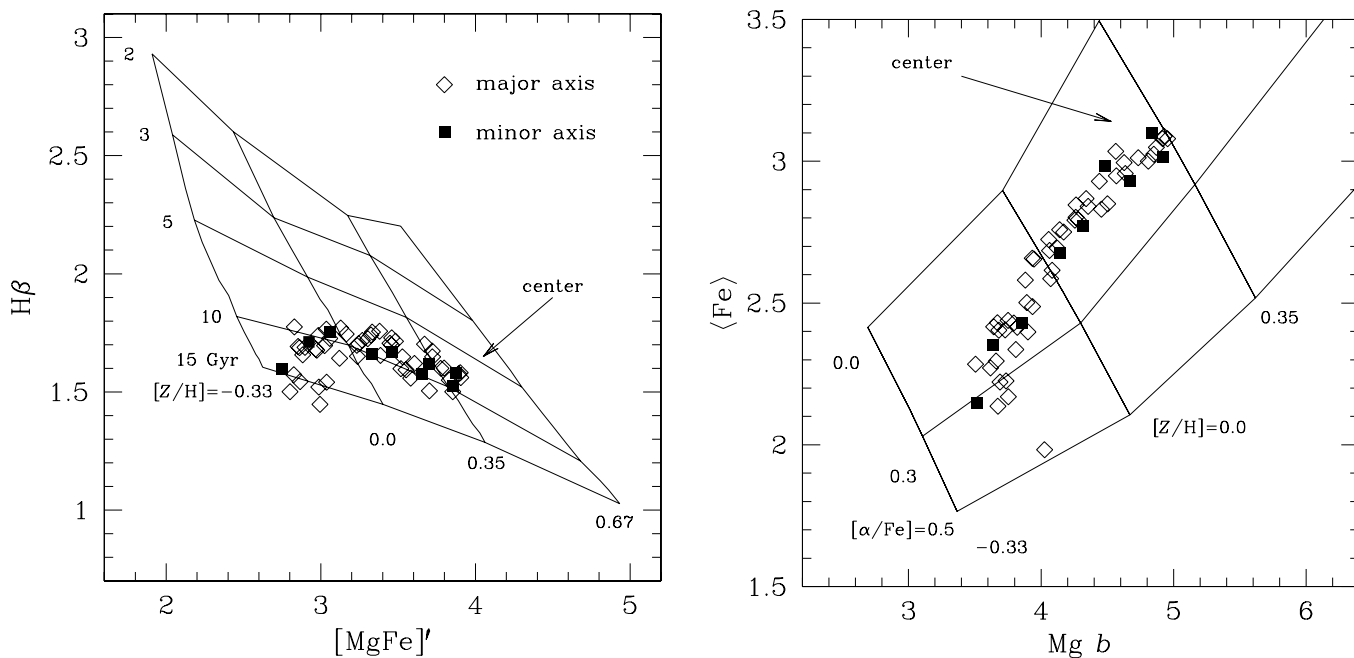 3
2.5
2
1.5
1
Hβ
2
3
5
10
15 Gyr
[Z/H]=−0.33
0.0
0.35
0.67
major axis
minor axis
center
2
3
4
5
[MgFe]′
3.5
3
2.5
2
1.5
⟨Fe⟩
center
0.0
0.3
[α/Fe]=0.5
−0.33
[Z/H]=0.0
0.35
3
4
5
6
Mg b